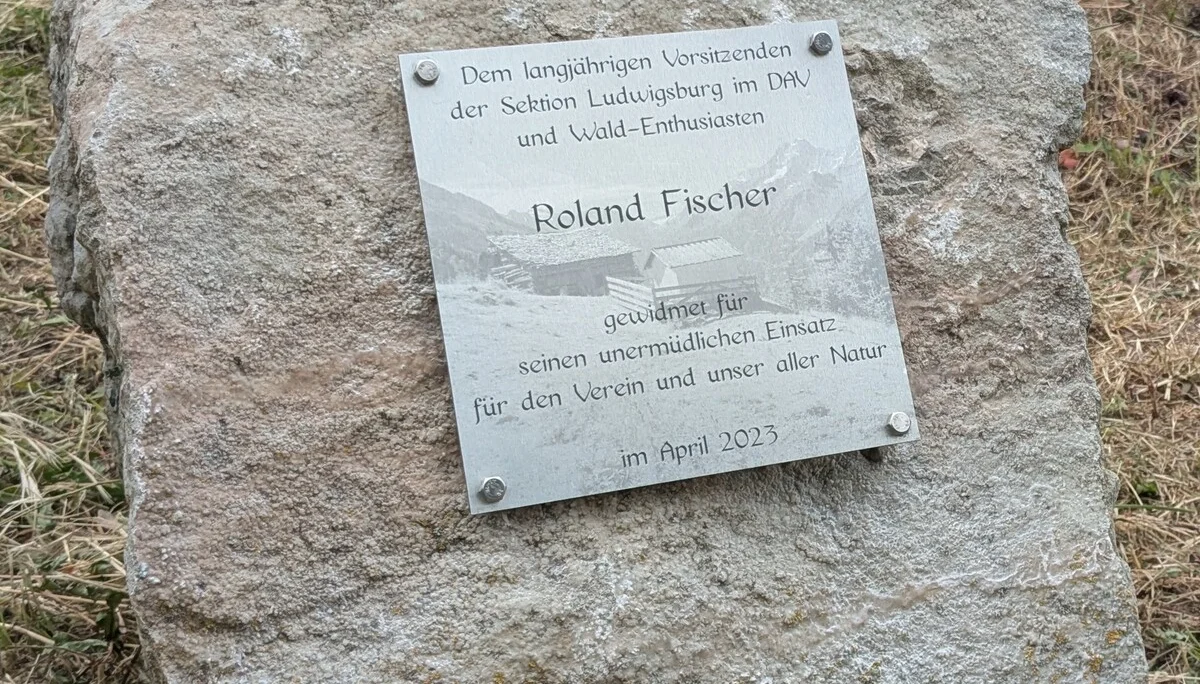 Dem langjährigen Vorsitzenden
der Sektion Ludwigsburg im DAV
und Wald-Enthusiasten
Roland Fischer
gewidmet für
seinen unermüdlichen Einsatz
für den Verein und unser aller Natur
im April 2023